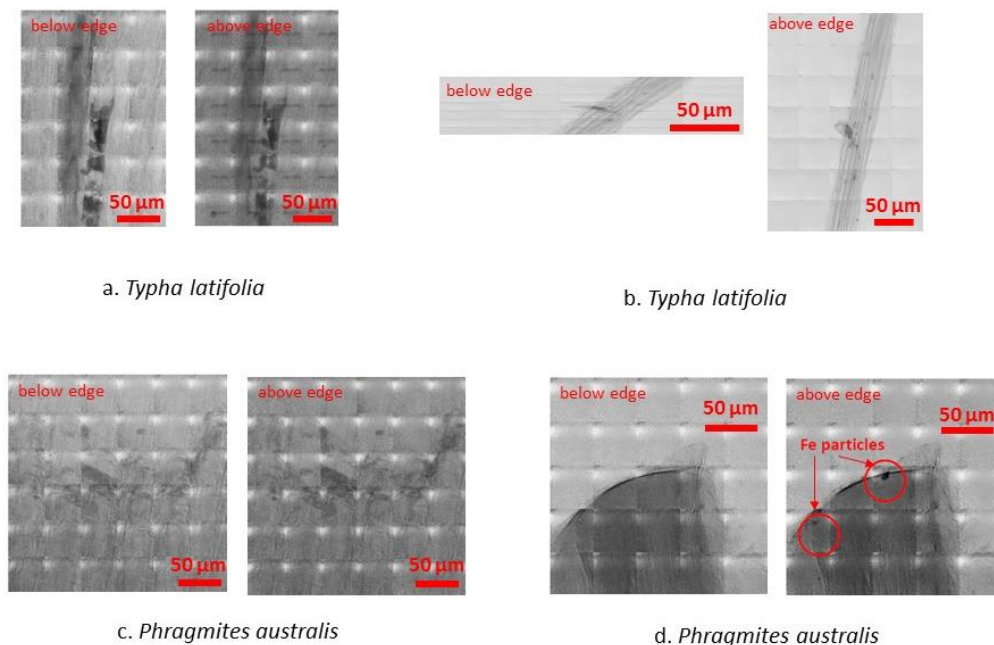 below edge
50 µm
above edge
50 µm
a. Typha latifolia
below edge
50 µm
above edge
50 µm
b. Typha latifolia
below edge
50 µm
above edge
50 µm
c. Phragmites australis
below edge
50 µm
above edge
50 µm
Fe particles
d. Phragmites australis